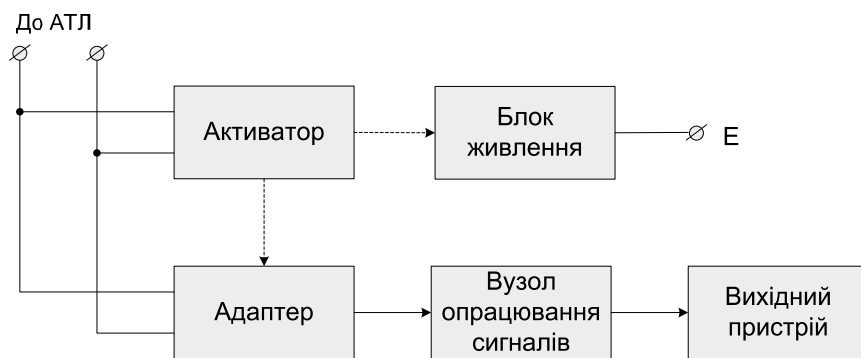 До АТЛ
Активатор
Блок
живлення
E
Адаптер
Вузол
опрацювання
сигналів
Вихідний
пристрій